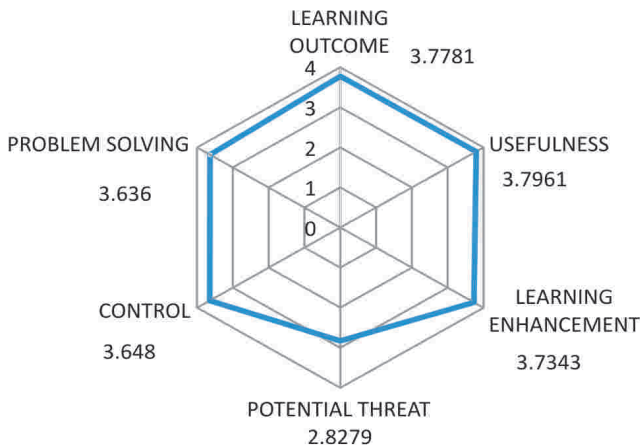 LEARNING
OUTCOME
3.7781
4
3
2
1
0
USEFULNESS
3.7961
LEARNING
ENHANCEMENT
3.7343
POTENTIAL THREAT
2.8279
CONTROL
3.648
PROBLEM SOLVING
3.636